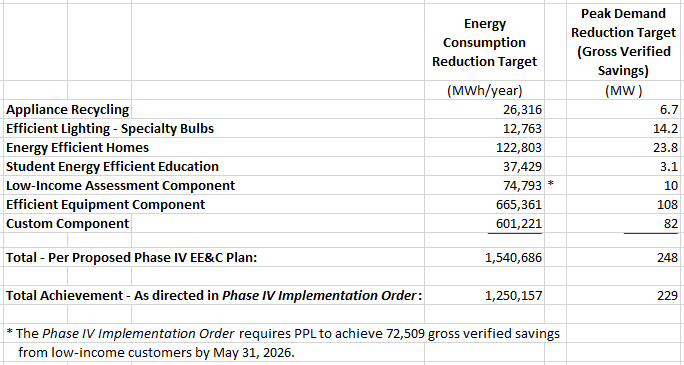 Energy Consumption Reduction Target
Peak Demand Reduction Target (Gross Verified Savings)
(MWh/year) (MW )
Appliance Recycling 26,316 6.7
Efficient Lighting - Specialty Bulbs 12,763 14.2
Energy Efficient Homes 122,803 23.8
Student Energy Efficient Education 37,429 3.1
Low-Income Assessment Component 74,793 * 10
Efficient Equipment Component 665,361 108
Custom Component 601,221 82
Total - Per Proposed Phase IV EE&C Plan: 1,540,686 248
Total Achievement - As directed in Phase IV Implementation Order: 1,250,157 229
* The Phase IV Implementation Order requires PPL to achieve 72,509 gross verified savings
from low-income customers by May 31, 2026.